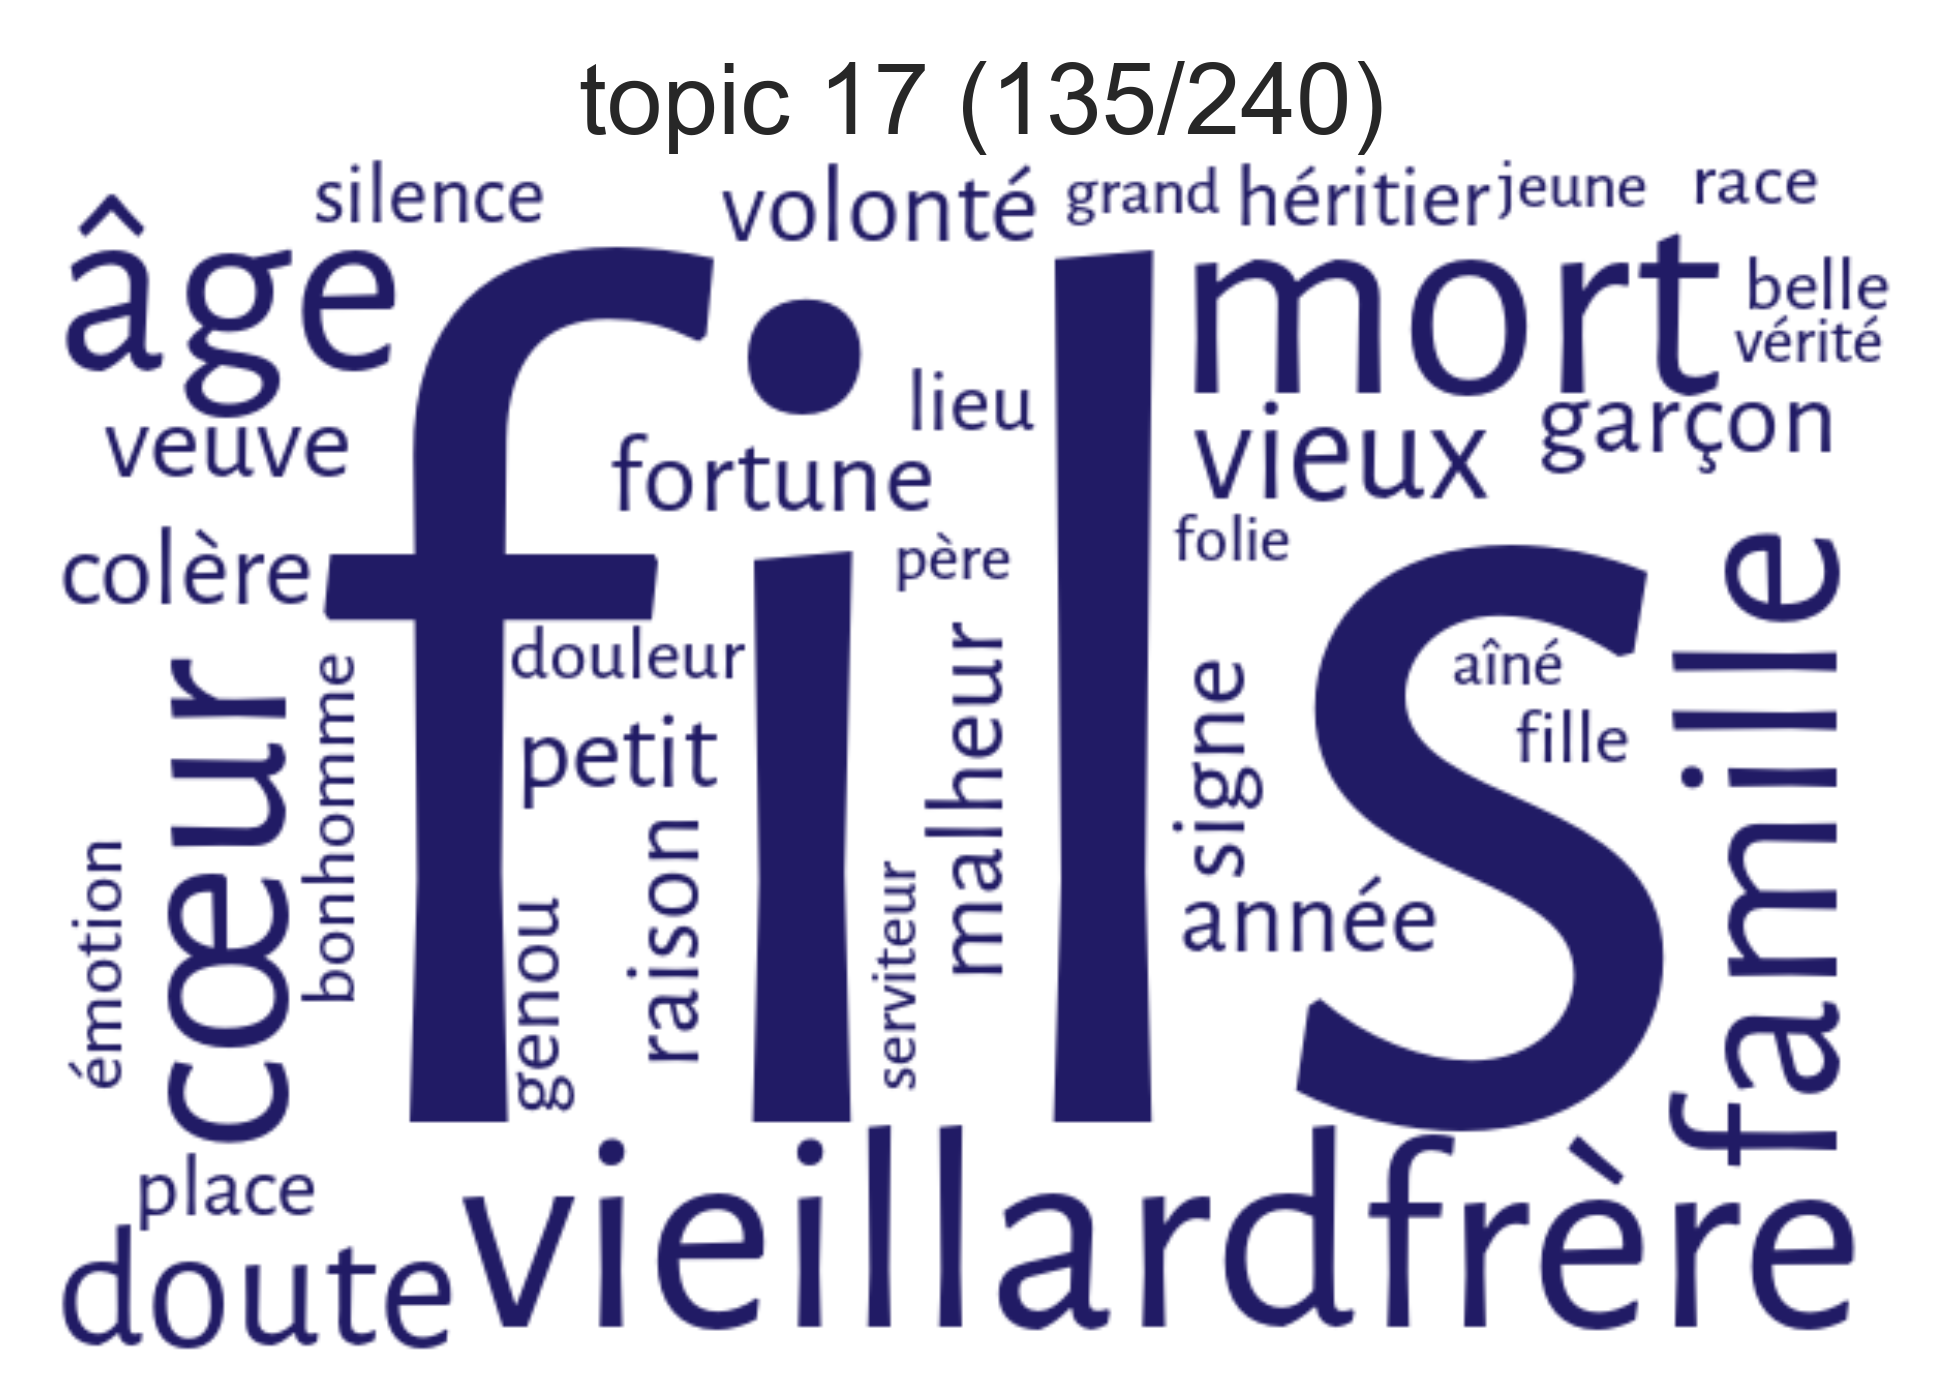 topic 17 (135/240)
silence
volonté
grand
héritier
jeune
race
âge
fils
mort
belle
vérité
veuve
fortune
lieu
vieux
garçon
colère
père
folie
douleur
aîné
fille
famille
cœur
bonhomme
petit
malheur
signe
émotion
genou
raison
serviteur
année
place
doute
vieillard
frère